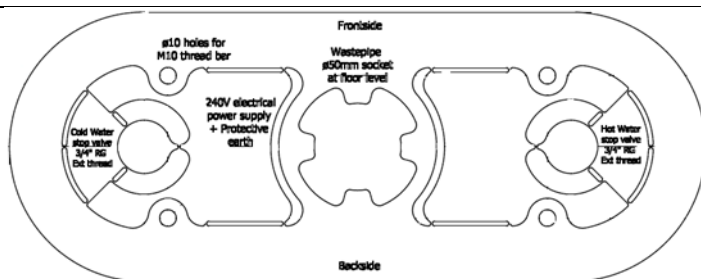 Frontside
ø10 holes for
M10 thread ber
Wastepipe
ø50mm socket
at floor level
240V electrical
power supply
+ Protective
earth
Cold Water
stop valve
3/4" RG
Ext thread
Hot Water
stop valve
3/4" RG
Ext thread
Backside